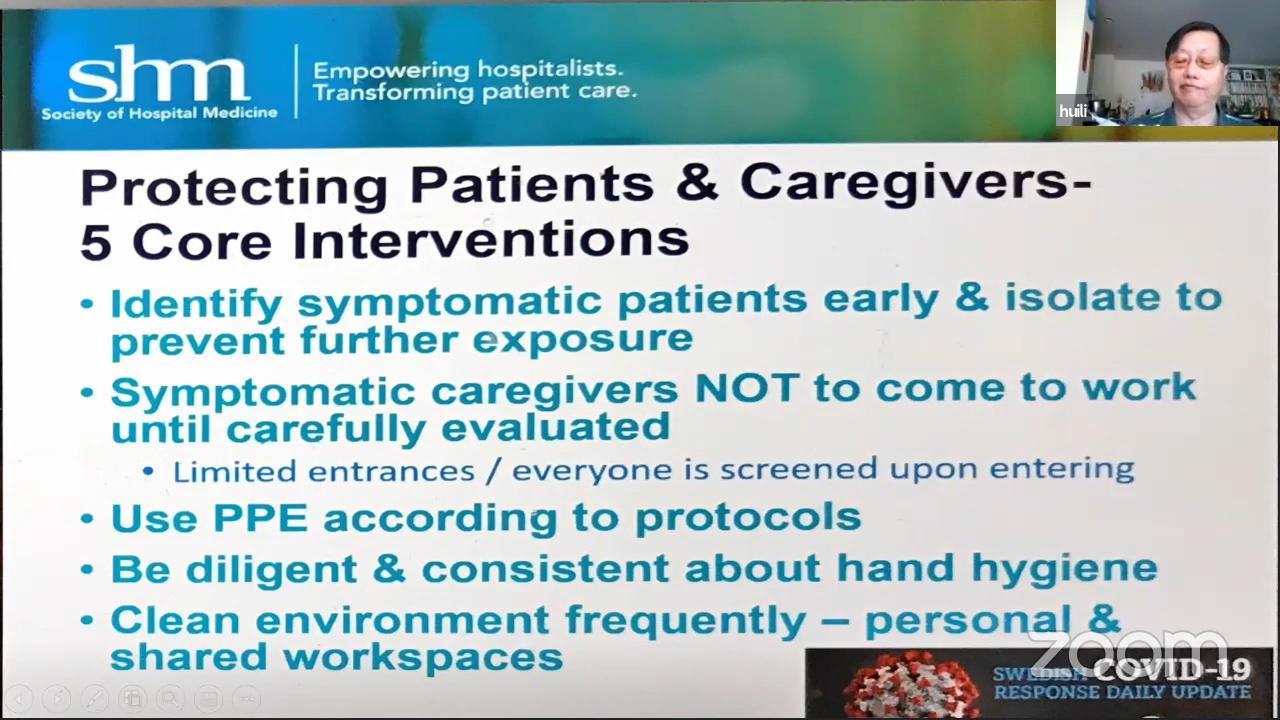 shm
Society of Hospital Medicine
Empowering hospitalists.
Transforming patient care.
huili
Protecting Patients & Caregivers-
5 Core Interventions
• Identify symptomatic patients early & isolate to
prevent further exposure
• Symptomatic caregivers NOT to come to work
until carefully evaluated
• Limited entrances / everyone is screened upon entering
• Use PPE according to protocols
• Be diligent & consistent about hand hygiene
• Clean environment frequently – personal &
shared workspaces
zoom
SWEDISH COVID-19
RESPONSE DAILY UPDATE